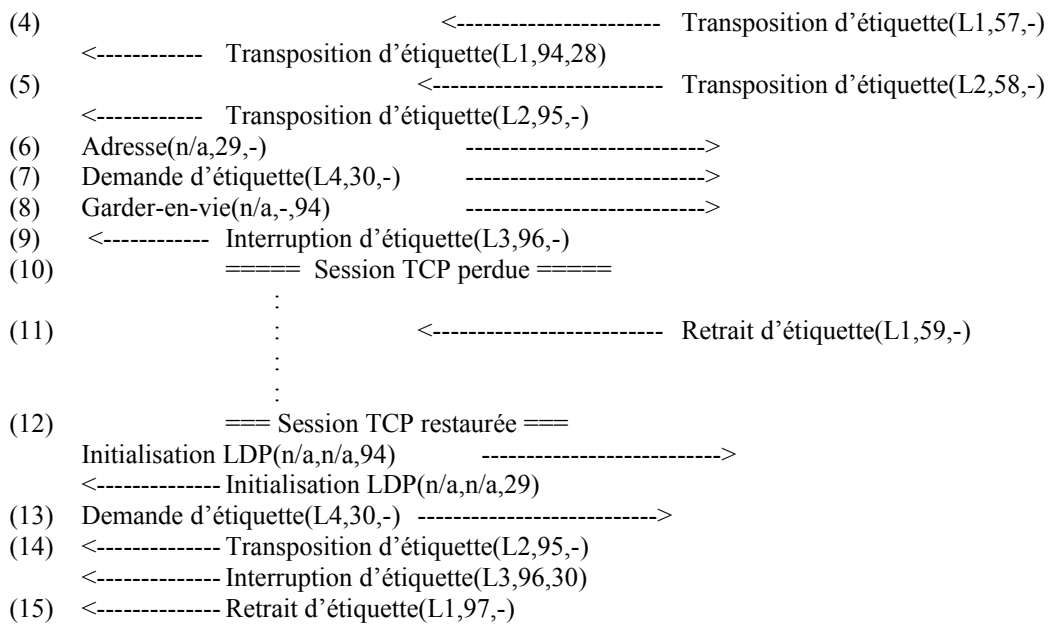 (4) <---------------------- Transposition d’étiquette(L1,57,-)
<------------ Transposition d’étiquette(L1,94,28)
(5) <------------------------- Transposition d’étiquette(L2,58,-)
<------------ Transposition d’étiquette(L2,95,-)
(6) Adresse(n/a,29,-) --------------------------->
(7) Demande d’étiquette(L4,30,-) --------------------------->
(8) Garder-en-vie(n/a,-,94) --------------------------->
(9) <------------ Interruption d’étiquette(L3,96,-)
(10) ===== Session TCP perdue =====
:
(11) : <------------------------- Retrait d’étiquette(L1,59,-)
:
:
(12) === Session TCP restaurée ===
Initialisation LDP(n/a,n/a,94) --------------------------->
<-------------- Initialisation LDP(n/a,n/a,29)
(13) Demande d’étiquette(L4,30,-) --------------------------->
(14) <-------------- Transposition d’étiquette(L2,95,-)
<-------------- Interruption d’étiquette(L3,96,30)
(15) <-------------- Retrait d’étiquette(L1,97,-)